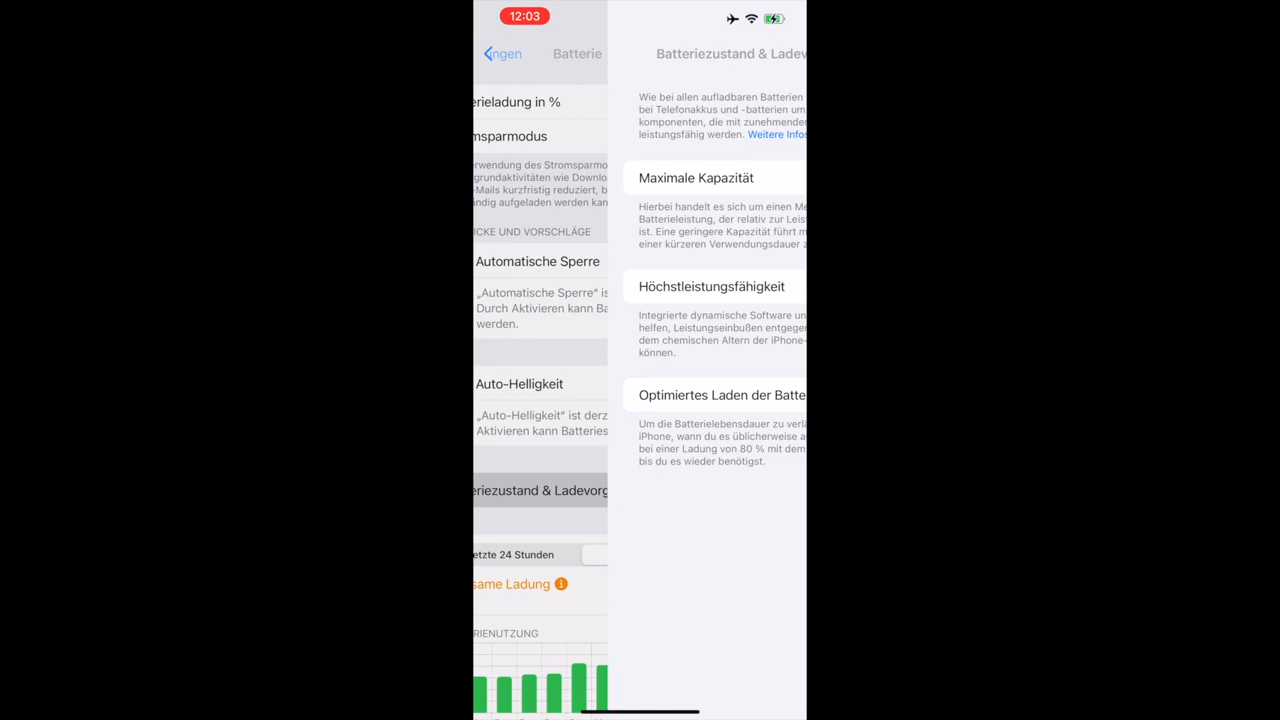 12:03
ngen
Batterie
erieladung in %
msparmodus
rwendung des Stromsparmo
grundaktivitäten wie Downlo
-Mails kurzfristig reduziert, b
ndig aufgeladen werden kan
ICKE UND VORSCHLÄGE
Automatische Sperre
„Automatische Sperre“ is
Durch Aktivieren kann Ba
werden.
Auto-Helligkeit
„Auto-Helligkeit“ ist derz
Aktivieren kann Batteries
eriezustand & Ladevorg
etzte 24 Stunden
same Ladung
RIENUTZUNG
Batteriezustand & Ladev
Wie bei allen aufladbaren Batterien
bei Telefonakkus und -batterien um
komponenten, die mit zunehmender
leistungsfähig werden. Weitere Infos
Maximale Kapazität
Hierbei handelt es sich um einen Me
Batterieleistung, der relativ zur Leis
ist. Eine geringere Kapazität führt m
einer kürzeren Verwendungsdauer z
Höchstleistungsfähigkeit
Integrierte dynamische Software un
helfen, Leistungseinbußen entgege
dem chemischen Altern der iPhone-
können.
Optimiertes Laden der Batte
Um die Batterielebensdauer zu verlä
iPhone, wann du es üblicherweise a
bei einer Ladung von 80 % mit dem
bis du es wieder benötigst.